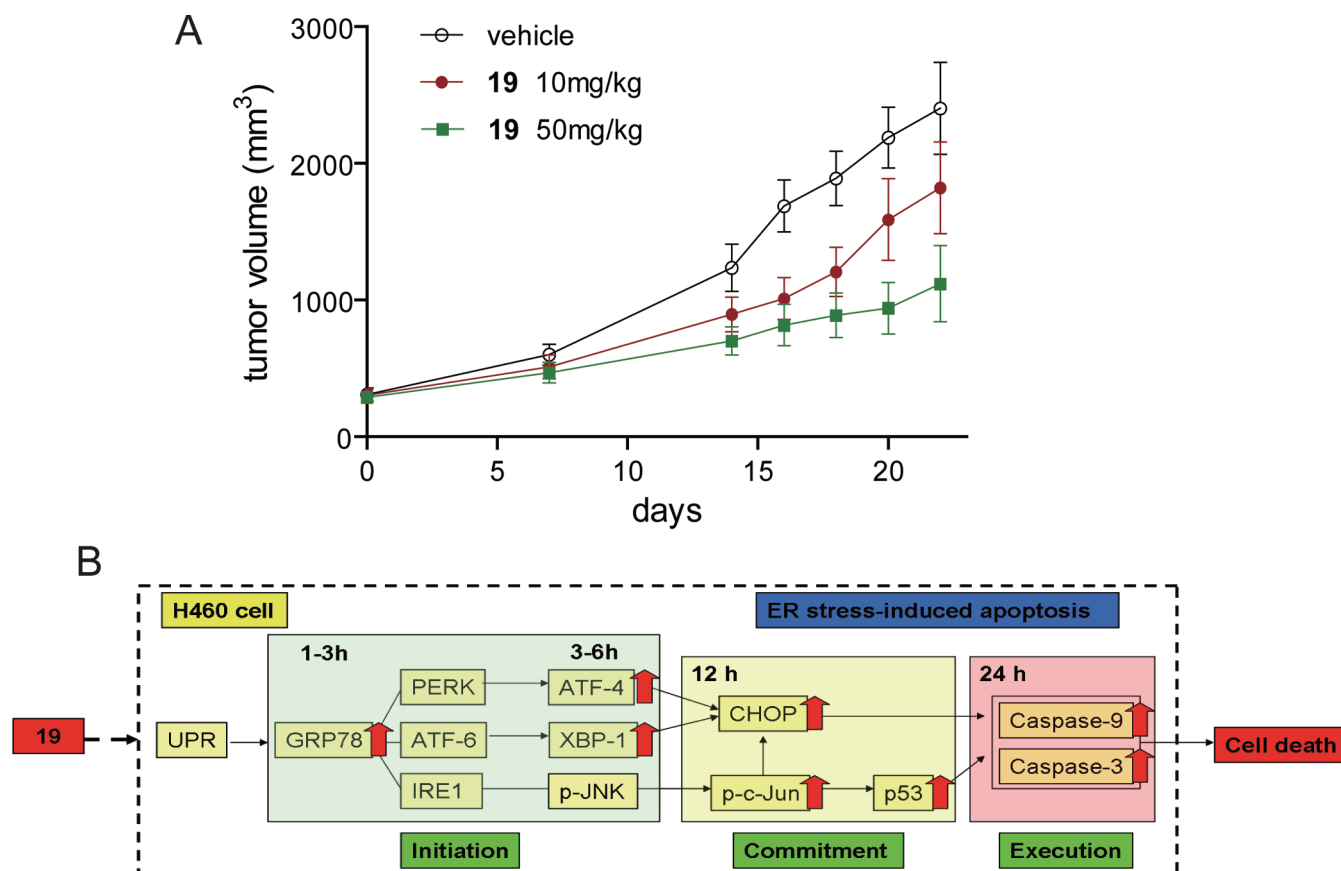 A
3000
2000
1000
0
tumor volume (mm³)
vehicle
19 10mg/kg
19 50mg/kg
0 5 10 15 20
days
B
H460 cell
ER stress-induced apoptosis
1-3h
3-6h
12 h
24 h
PERK
ATF-4
CHOP
Caspase-9
19
UPR
GRP78
ATF-6
XBP-1
Caspase-3
Cell death
IRE1
p-JNK
p-c-Jun
p53
Initiation
Commitment
Execution